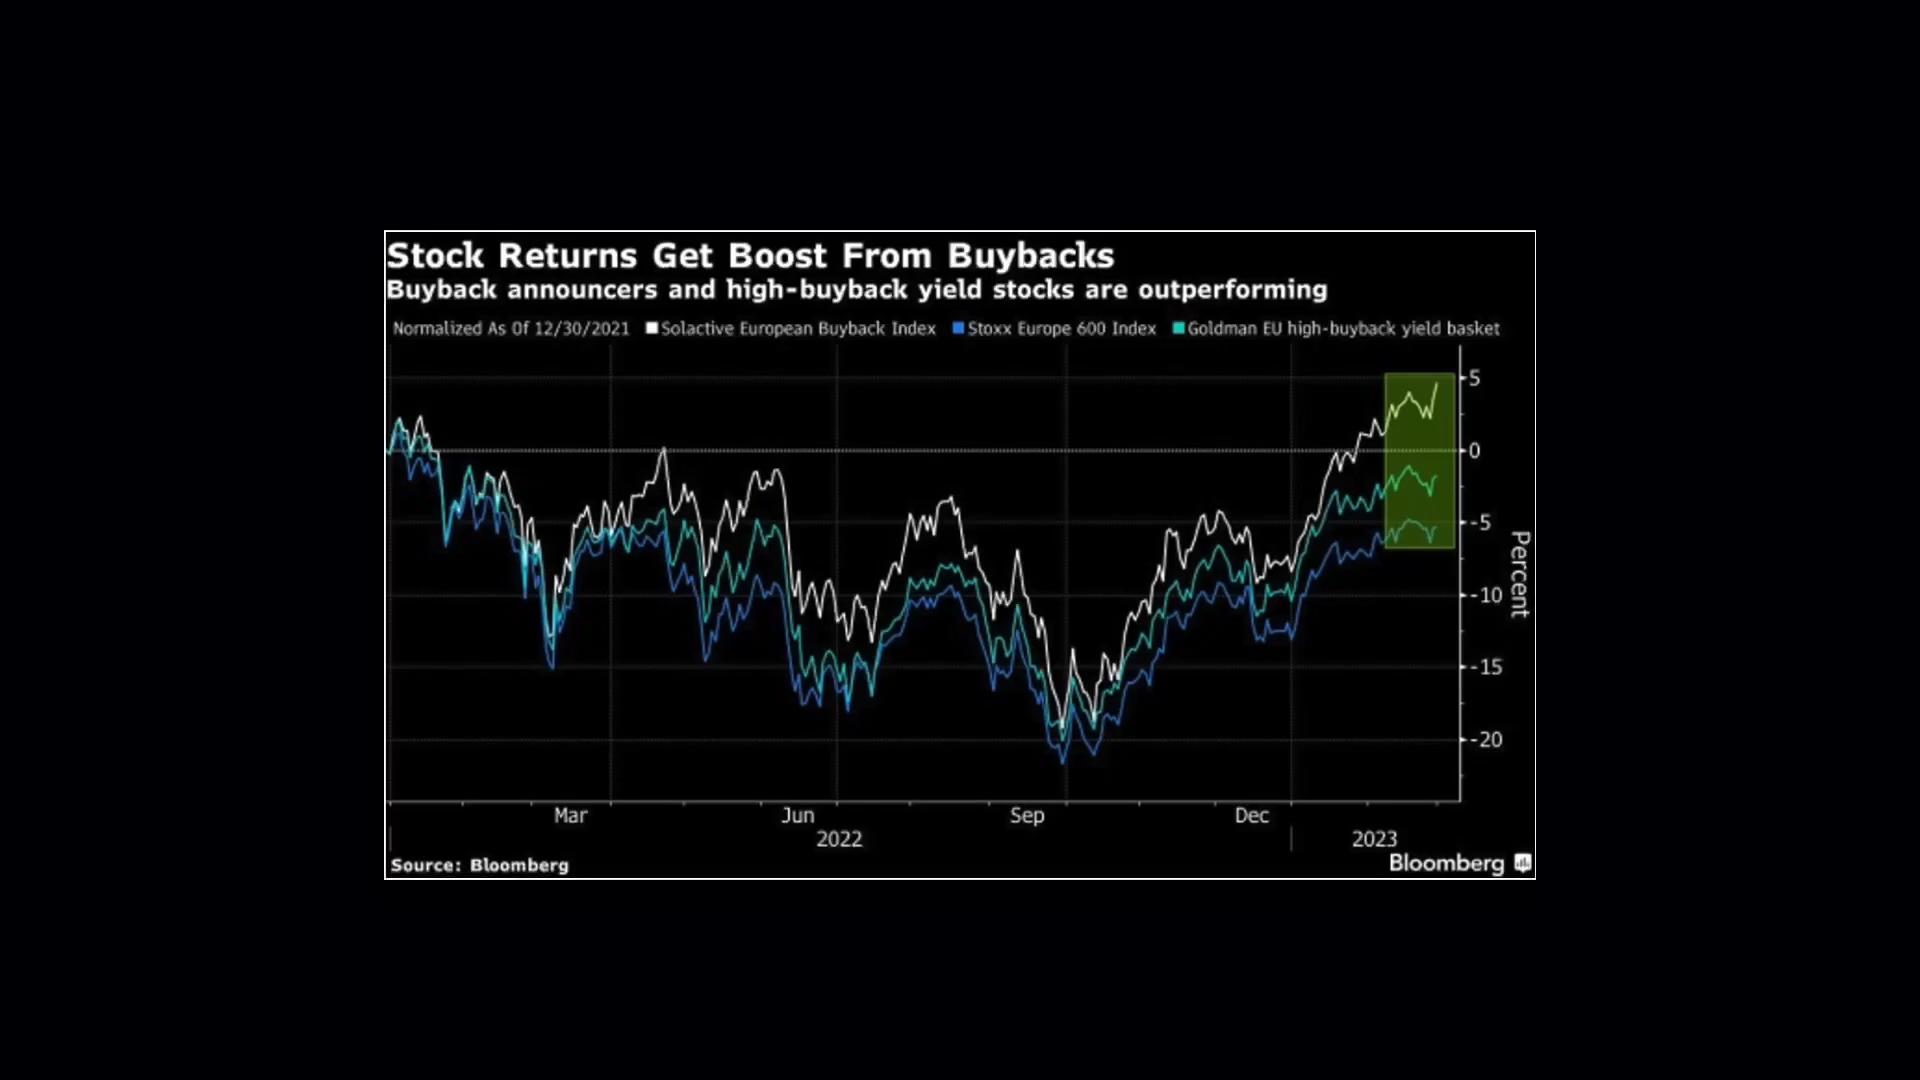 Stock Returns Get Boost From Buybacks
Buyback announcers and high-buyback yield stocks are outperforming
Normalized As Of 12/30/2021 Solactive European Buyback Index Stoxx Europe 600 Index Goldman EU high-buyback yield basket
5
0
-5
-10
-15
-20
Percent
Mar Jun Sep Dec
2022 2023
Source: Bloomberg Bloomberg